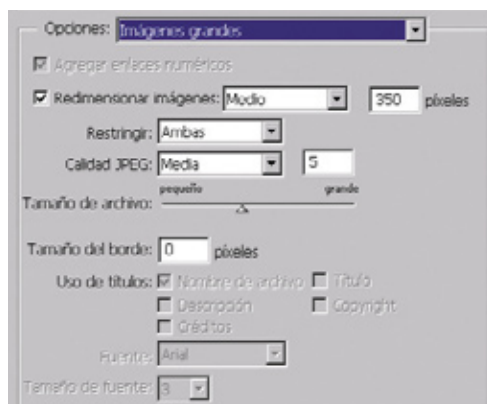 Opciones: Imágenes grandes
Agregar enlaces numéricos
Redimensionar imágenes: Medio 350 píxeles
Restringir: Ambas
Calidad JPEG: Media 5
pequeño grande
Tamaño de archivo:
Tamaño del borde: 0 píxeles
Uso de títulos: Nombre de archivo Título
Descripción Copyright
Créditos
Fuente: Arial
Tamaño de fuente: 3